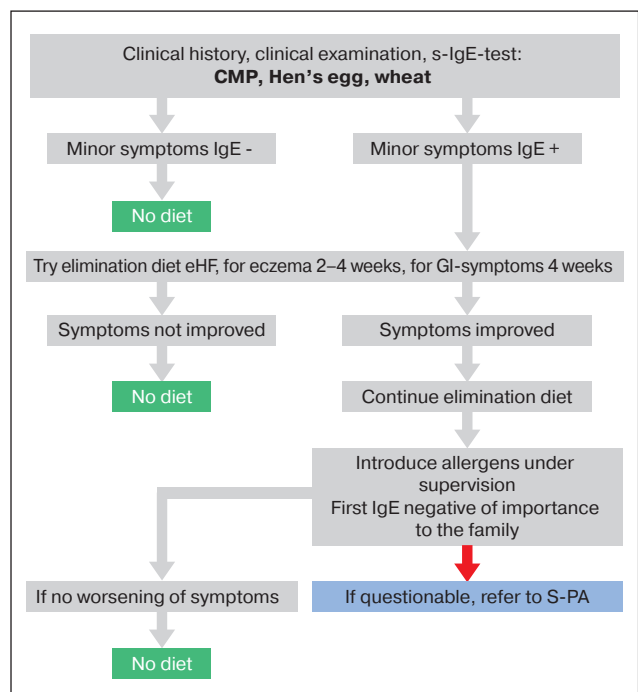 Clinical history, clinical examination, s-IgE-test:
CMP, Hen's egg, wheat
Minor symptoms IgE -
Minor symptoms IgE +
No diet
Try elimination diet eHF, for eczema 2–4 weeks, for GI-symptoms 4 weeks
Symptoms not improved
Symptoms improved
No diet
Continue elimination diet
Introduce allergens under
supervision
First IgE negative of importance
to the family
If no worsening of symptoms
If questionable, refer to S-PA
No diet